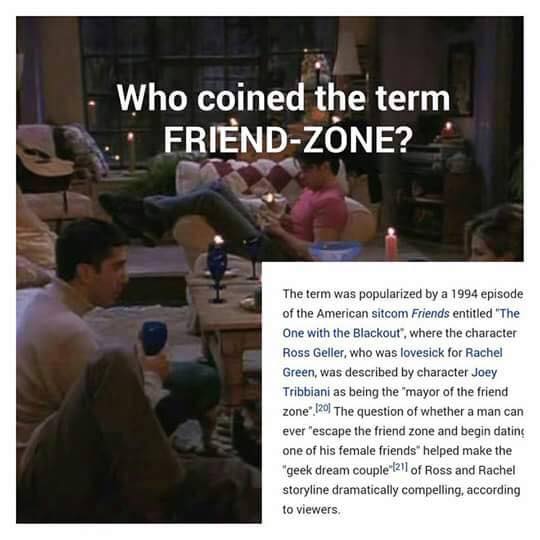 Who coined the term
FRIEND-ZONE?
The term was popularized by a 1994 episode
of the American sitcom Friends entitled "The
One with the Blackout", where the character
Ross Geller, who was lovesick for Rachel
Green, was described by character Joey
Tribbiani as being the "mayor of the friend
zone".[20] The question of whether a man can
ever "escape the friend zone and begin dating
one of his female friends" helped make the
"geek dream couple"[21] of Ross and Rachel
storyline dramatically compelling, according
to viewers.